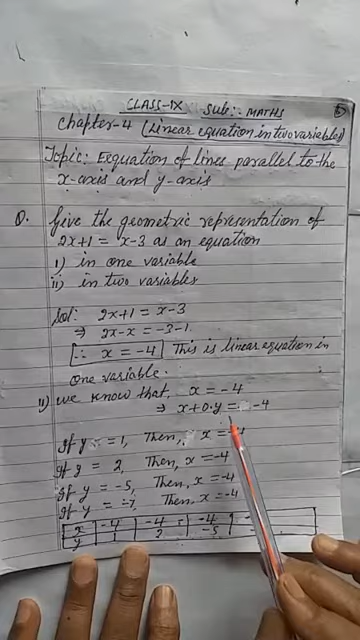 CLASS-IX Sub:- MATHS
Chapter-4 (Linear equation in two variables)
Topic: Eequation of lines parallel to the
x-axis and y-axis
Q. Give the geometric representation of
2x+1 = x-3 as an equation
i) in one variable
ii) in two variables
Sol: 2x+1 = x-3
⇒ 2x-x = -3-1
∴ x = -4 This is linear equation in
one variable.
ii) we know that, x = -4
⇒ x+0.y = -4
If y = 1, Then, x = -4
If y = 2, Then, x = -4
If y = -5, Then, x = -4
If y = -7, Then, x = -4
x -4 -4 -4
y 1 2 -5